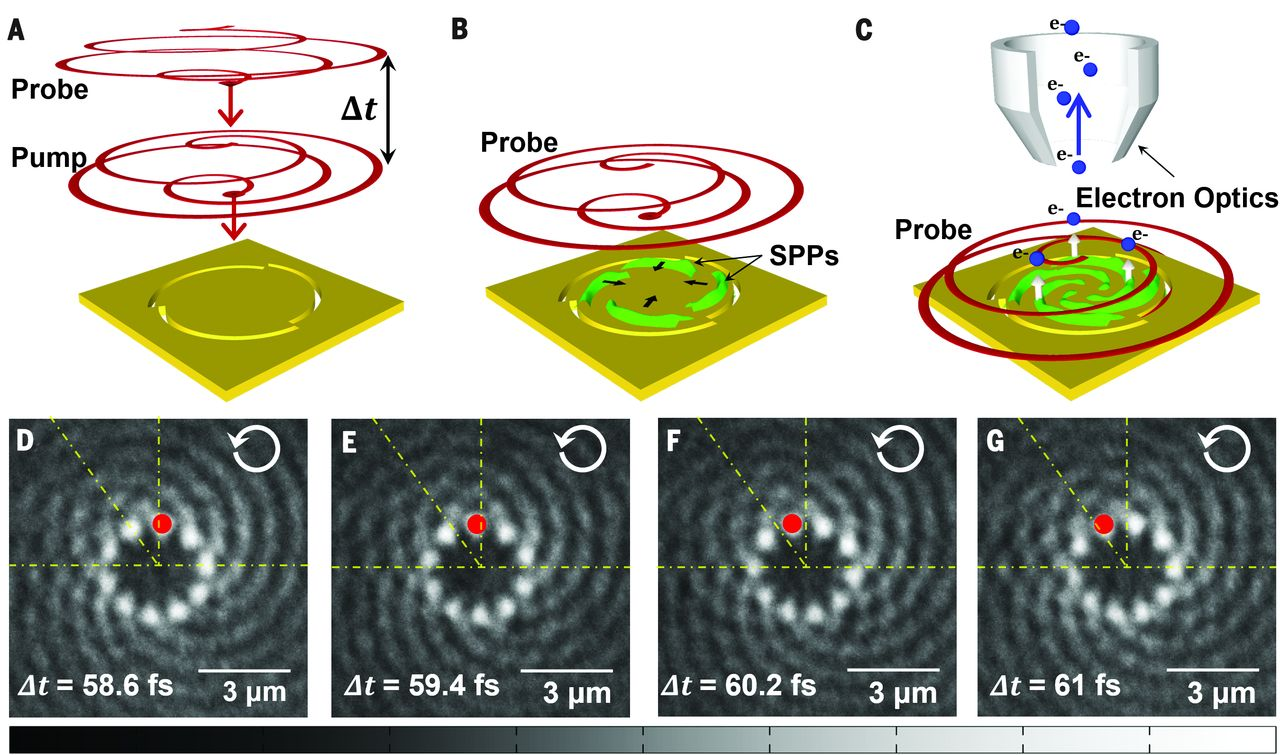 A
Probe
Δt
Pump
B
Probe
SPPs
C
e-
e-
e-
e-
Electron Optics
e-
Probe
e-
e-
D
Δt = 58.6 fs
3 μm
E
Δt = 59.4 fs
3 μm
F
Δt = 60.2 fs
3 μm
G
Δt = 61 fs
3 μm